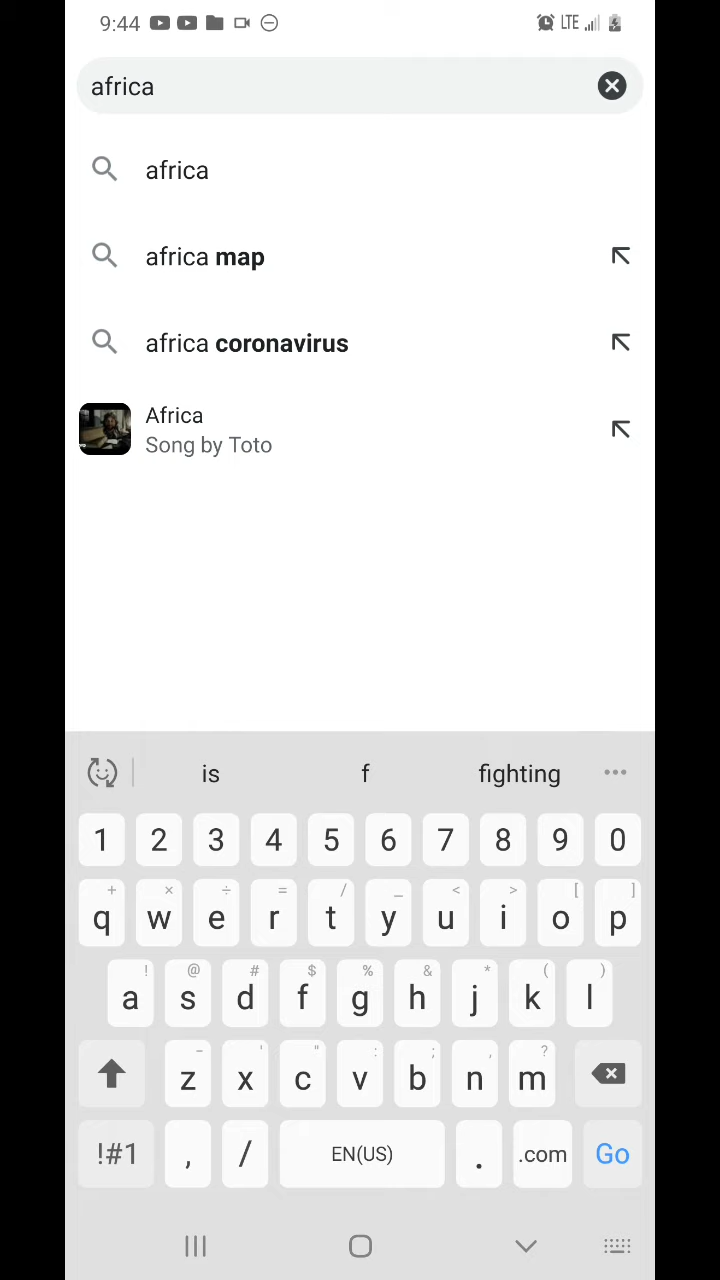 9:44 LTE
africa
africa
africa map
africa coronavirus
Africa
Song by Toto
is f fighting
1 2 3 4 5 6 7 8 9 0
+ × ÷ = / _ < > [ ]
q w e r t y u i o p
! @ # $ % & * ( )
a s d f g h j k l
- ' " : ; , ?
z x c v b n m
!#1 , / EN(US) . .com Go